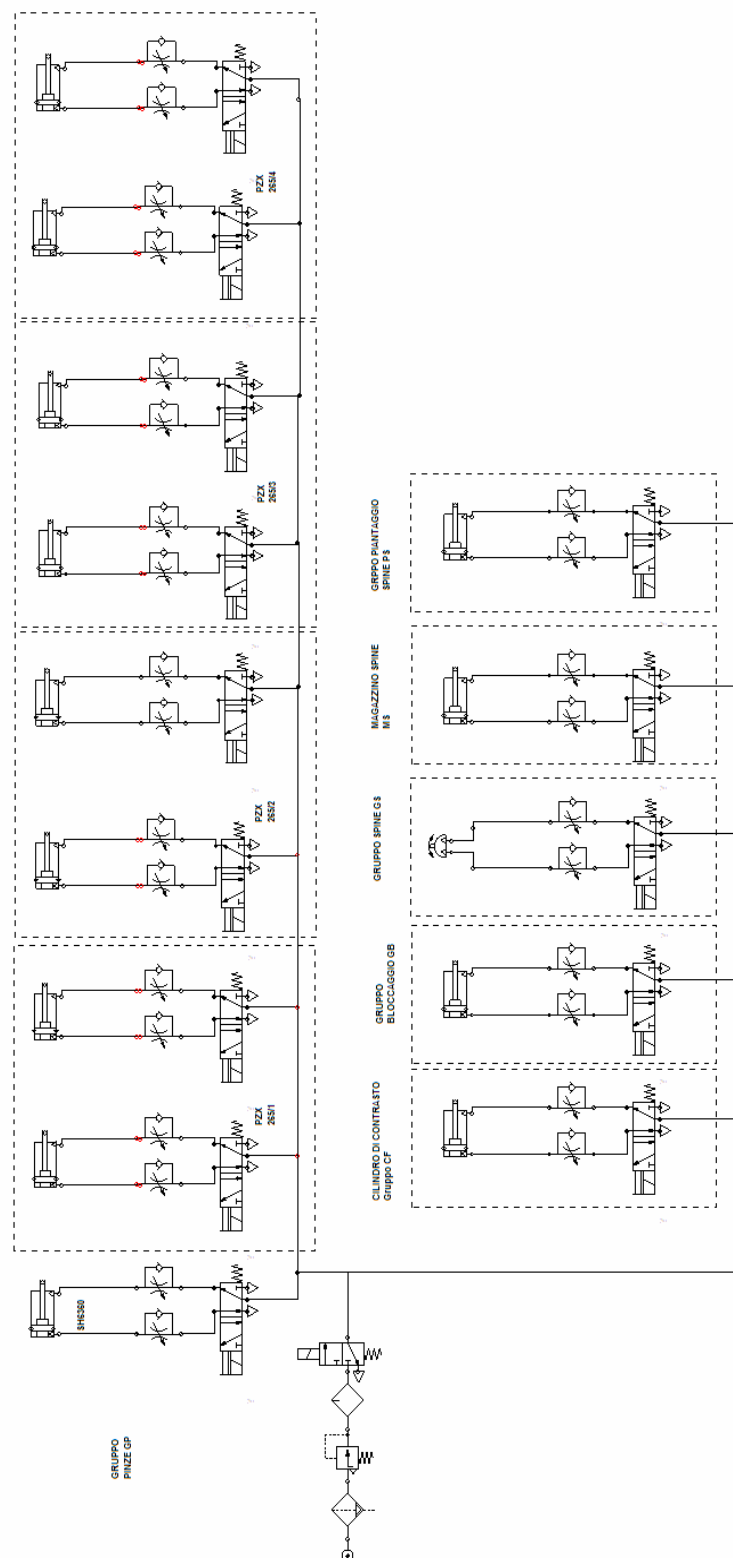 PZX
265/4
PZX
265/3
PZX
265/2
PZX
265/1
SH6360
GRUPPO
PINZE GP
GRPPO PIANTAGGIO
SPINE PS
MAGAZZINO SPINE
MS
GRUPPO SPINE GS
GRUPPO
BLOCCAGGIO GB
CILINDRO DI CONTRASTO
Gruppo CF